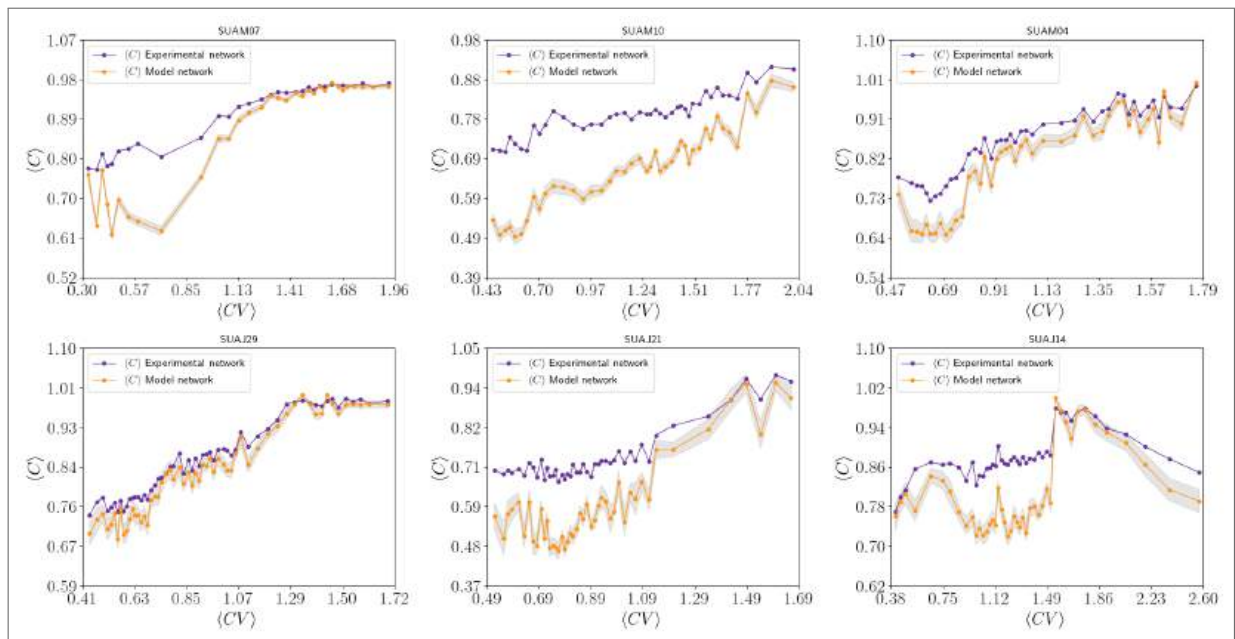 SUAM07
⟨C⟩ Experimental network
⟨C⟩ Model network
⟨C⟩
1.07
0.98
0.89
0.80
0.70
0.61
0.52
0.30 0.57 0.85 1.13 1.41 1.68 1.96
⟨CV⟩
SUAM10
⟨C⟩ Experimental network
⟨C⟩ Model network
⟨C⟩
0.98
0.88
0.78
0.69
0.59
0.49
0.39
0.43 0.70 0.97 1.24 1.51 1.77 2.04
⟨CV⟩
SUAM04
⟨C⟩ Experimental network
⟨C⟩ Model network
⟨C⟩
1.10
1.01
0.91
0.82
0.73
0.64
0.54
0.47 0.69 0.91 1.13 1.35 1.57 1.79
⟨CV⟩
SUAJ29
⟨C⟩ Experimental network
⟨C⟩ Model network
⟨C⟩
1.10
1.01
0.93
0.84
0.76
0.67
0.59
0.41 0.63 0.85 1.07 1.29 1.50 1.72
⟨CV⟩
SUAJ21
⟨C⟩ Experimental network
⟨C⟩ Model network
⟨C⟩
1.05
0.94
0.82
0.71
0.60
0.48
0.37
0.49 0.69 0.89 1.09 1.29 1.49 1.69
⟨CV⟩
SUAJ14
⟨C⟩ Experimental network
⟨C⟩ Model network
⟨C⟩
1.10
1.02
0.94
0.86
0.78
0.70
0.62
0.38 0.75 1.12 1.49 1.86 2.23 2.60
⟨CV⟩